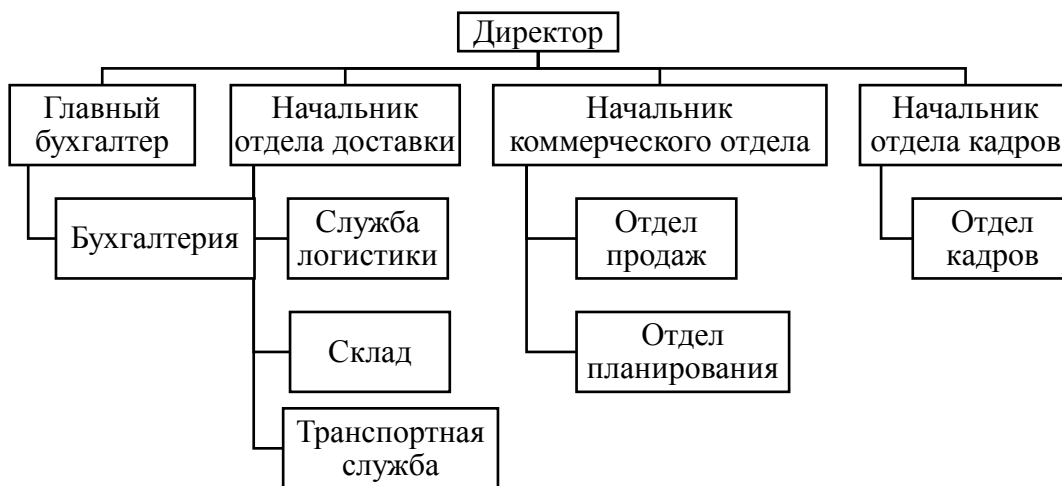 Директор
Главный
бухгалтер
Начальник
отдела доставки
Начальник
коммерческого отдела
Начальник
отдела кадров
Бухгалтерия
Служба
логистики
Отдел
продаж
Отдел
кадров
Склад
Отдел
планирования
Транспортная
служба